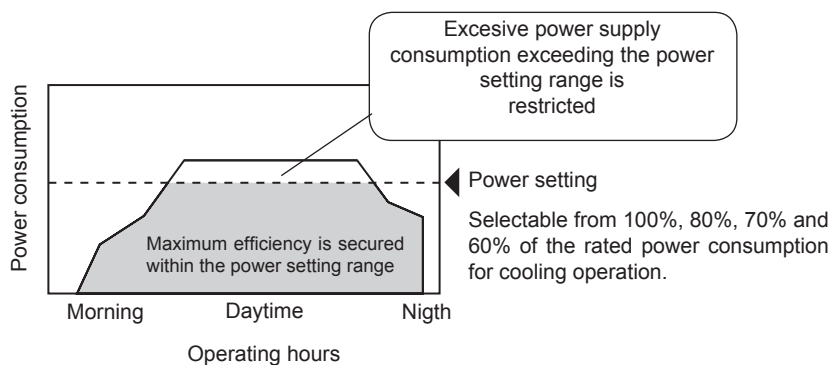 Excesive power supply
consumption exceeding the power
setting range is
restricted
Power consumption
Power setting
Selectable from 100%, 80%, 70% and
60% of the rated power consumption
for cooling operation.
Maximum efficiency is secured
within the power setting range
Morning
Daytime
Nigth
Operating hours